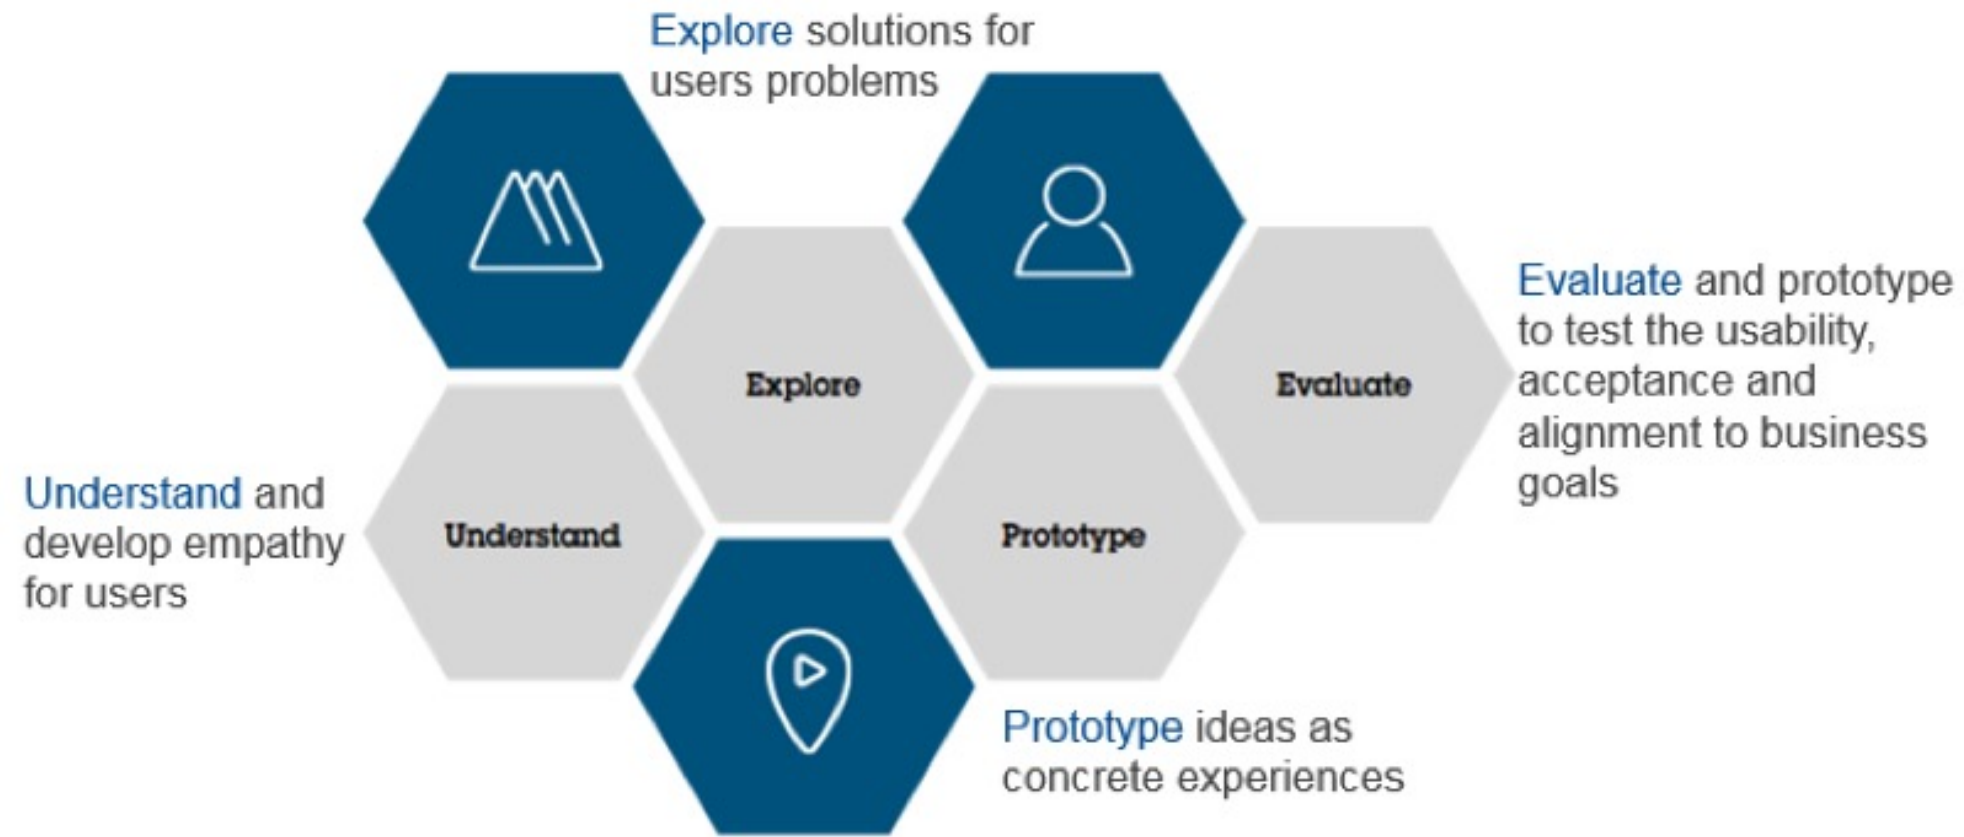 Explore solutions for
users problems
Explore
Evaluate
Evaluate and prototype
to test the usability,
acceptance and
alignment to business
goals
Understand and
develop empathy
for users
Understand
Prototype
Prototype ideas as
concrete experiences